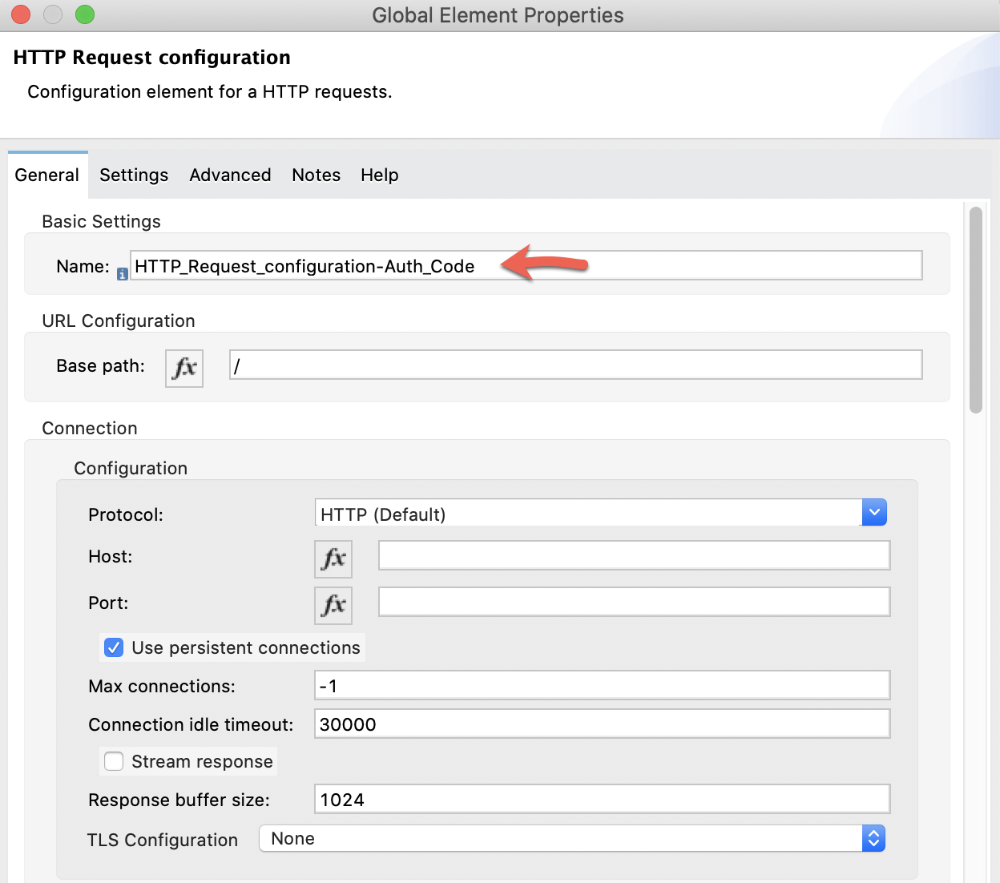 Global Element Properties
HTTP Request configuration
Configuration element for a HTTP requests.
General Settings Advanced Notes Help
Basic Settings
Name: i HTTP_Request_configuration-Auth_Code
URL Configuration
Base path: fx /
Connection
Configuration
Protocol: HTTP (Default)
Host: fx
Port: fx
Use persistent connections
Max connections: -1
Connection idle timeout: 30000
Stream response
Response buffer size: 1024
TLS Configuration None